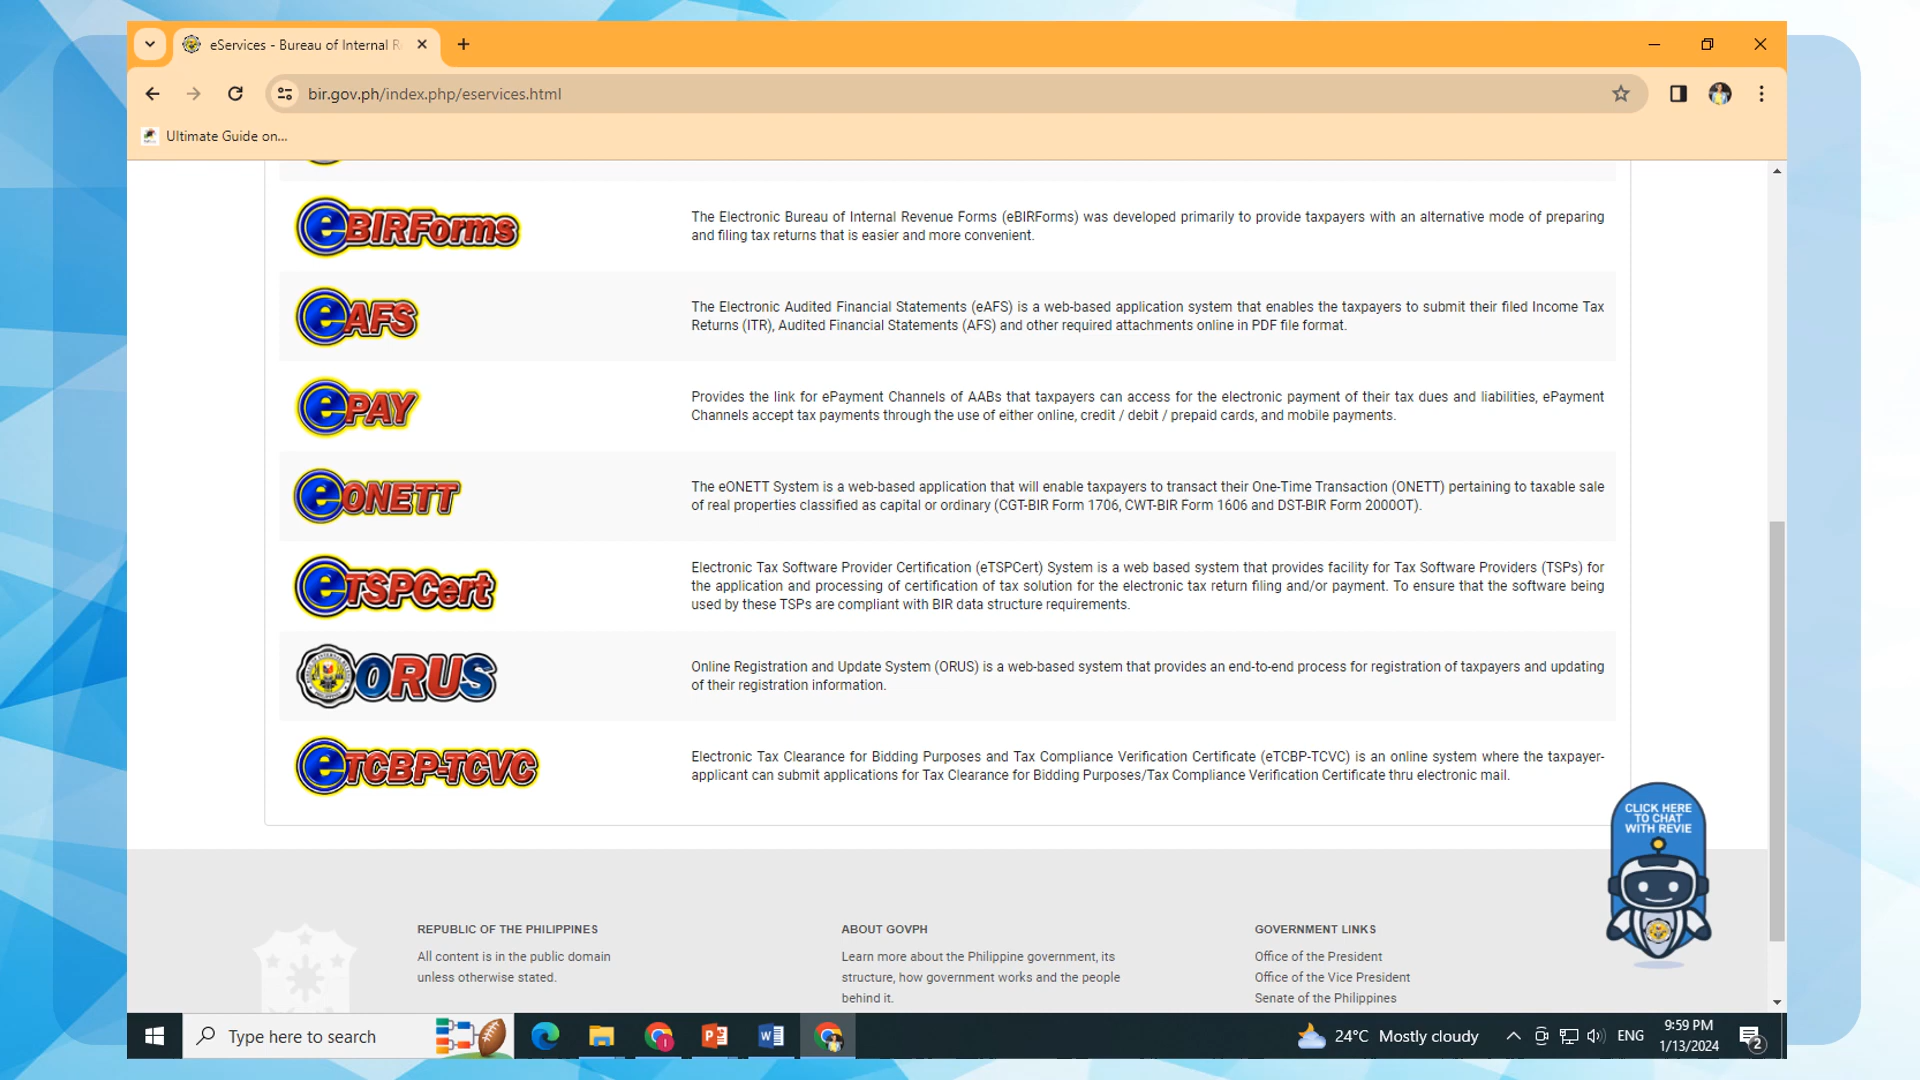 eServices - Bureau of Internal R
bir.gov.ph/index.php/eservices.html
Ultimate Guide on...
eBIRForms
The Electronic Bureau of Internal Revenue Forms (eBIRForms) was developed primarily to provide taxpayers with an alternative mode of preparing
and filing tax returns that is easier and more convenient.
eAFS
The Electronic Audited Financial Statements (eAFS) is a web-based application system that enables the taxpayers to submit their filed Income Tax
Returns (ITR), Audited Financial Statements (AFS) and other required attachments online in PDF file format.
ePAY
Provides the link for ePayment Channels of AABs that taxpayers can access for the electronic payment of their tax dues and liabilities, ePayment
Channels accept tax payments through the use of either online, credit / debit / prepaid cards, and mobile payments.
eONETT
The eONETT System is a web-based application that will enable taxpayers to transact their One-Time Transaction (ONETT) pertaining to taxable sale
of real properties classified as capital or ordinary (CGT-BIR Form 1706, CWT-BIR Form 1606 and DST-BIR Form 2000OT).
eTSPCert
Electronic Tax Software Provider Certification (eTSPCert) System is a web based system that provides facility for Tax Software Providers (TSPs) for
the application and processing of certification of tax solution for the electronic tax return filing and/or payment. To ensure that the software being
used by these TSPs are compliant with BIR data structure requirements.
ORUS
Online Registration and Update System (ORUS) is a web-based system that provides an end-to-end process for registration of taxpayers and updating
of their registration information.
eTCBP-TCVC
Electronic Tax Clearance for Bidding Purposes and Tax Compliance Verification Certificate (eTCBP-TCVC) is an online system where the taxpayer-
applicant can submit applications for Tax Clearance for Bidding Purposes/Tax Compliance Verification Certificate thru electronic mail.
CLICK HERE
TO CHAT
WITH REVIE
REPUBLIC OF THE PHILIPPINES
All content is in the public domain
unless otherwise stated.
ABOUT GOVPH
Learn more about the Philippine government, its
structure, how government works and the people
behind it.
GOVERNMENT LINKS
Office of the President
Office of the Vice President
Senate of the Philippines
Type here to search
24°C Mostly cloudy
ENG
9:59 PM
1/13/2024
2